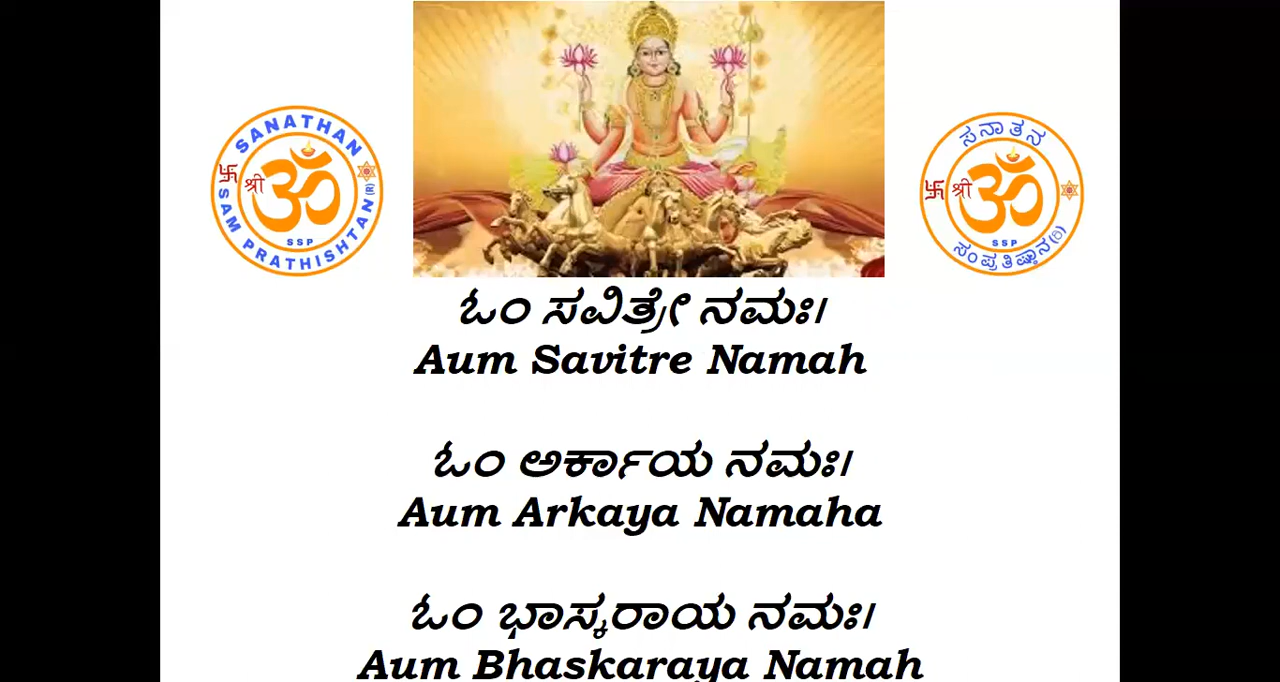 SANATHAN
श्री ॐ
SSP
SAM PRATHISHTAN (R)
ಸನಾತನ
श्री ॐ
SSP
ಸಂಪ್ರತಿಷ್ಠಾನ (ರಿ)
ಓಂ ಸವಿತ್ರೇ ನಮಃ।
Aum Savitre Namah
ಓಂ ಅರ್ಕಾಯ ನಮಃ।
Aum Arkaya Namaha
ಓಂ ಭಾಸ್ಕರಾಯ ನಮಃ।
Aum Bhaskaraya Namah